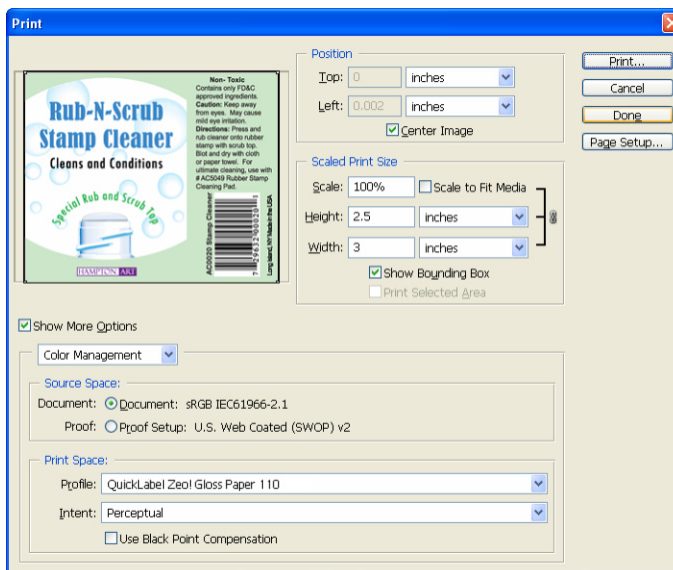 Print
Rub-N-Scrub
Stamp Cleaner
Cleans and Conditions
Special Rub and Scrub Top
HAMPTON ART
Non- Toxic
Contains only FD&C
approved ingredients.
Caution: Keep away
from eyes. May cause
mild eye irritation.
Directions: Press and
rub cleaner onto rubber
stamp with scrub top.
Blot and dry with cloth
or paper towel. For
ultimate cleaning, use with
# AC5049 Rubber Stamp
Cleaning Pad.
AC0020 Stamp Cleaner
Long Island, NY Made in the USA
Position
Top: 0 inches
Left: 0.002 inches
Center Image
Scaled Print Size
Scale: 100% Scale to Fit Media
Height: 2.5 inches
Width: 3 inches
Show Bounding Box
Print Selected Area
Print...
Cancel
Done
Page Setup...
Show More Options
Color Management
Source Space:
Document: Document: sRGB IEC61966-2.1
Proof: Proof Setup: U.S. Web Coated (SWOP) v2
Print Space:
Profile: QuickLabel Zeo! Gloss Paper 110
Intent: Perceptual
Use Black Point Compensation